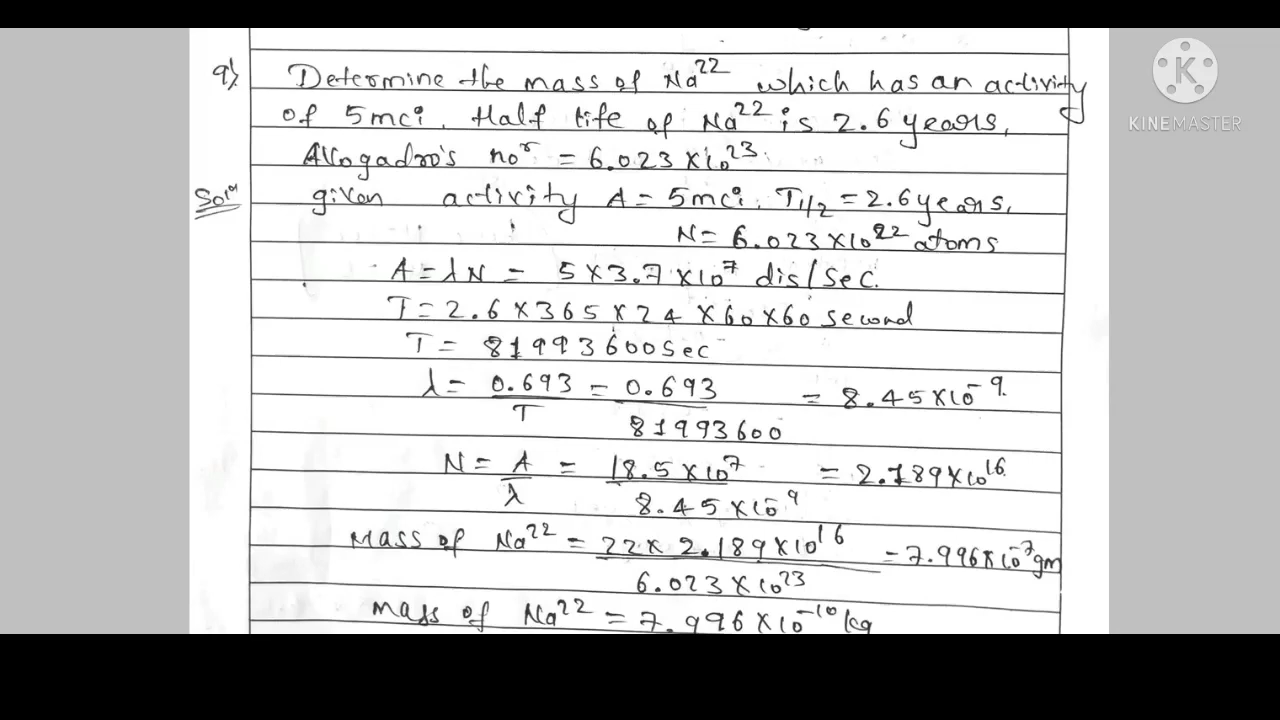 9).
Determine the mass of Na²² which has an activity
of 5mci. Half life of Na²² is 2.6 years,
Avogadro's noʳ = 6.023 × 10²³.
Solⁿ given activity A = 5mci. T1/2 = 2.6 years,
N = 6.023 × 10²² atoms
A = λN = 5 × 3.7 × 10⁷ dis/sec.
T = 2.6 × 365 × 24 × 60 × 60 second
T = 81993600 sec
λ = 0.693/T = 0.693/81993600 = 8.45 × 10⁻⁹
N = A/λ = 18.5 × 10⁷/8.45 × 10⁻⁹ = 2.189 × 10¹⁶
Mass of Na²² = 22 × 2.189 × 10¹⁶/6.023 × 10²³ = 7.996 × 10⁻⁷ gm
mass of Na²² = 7.996 × 10⁻¹⁰ kg
K
KINEMASTER